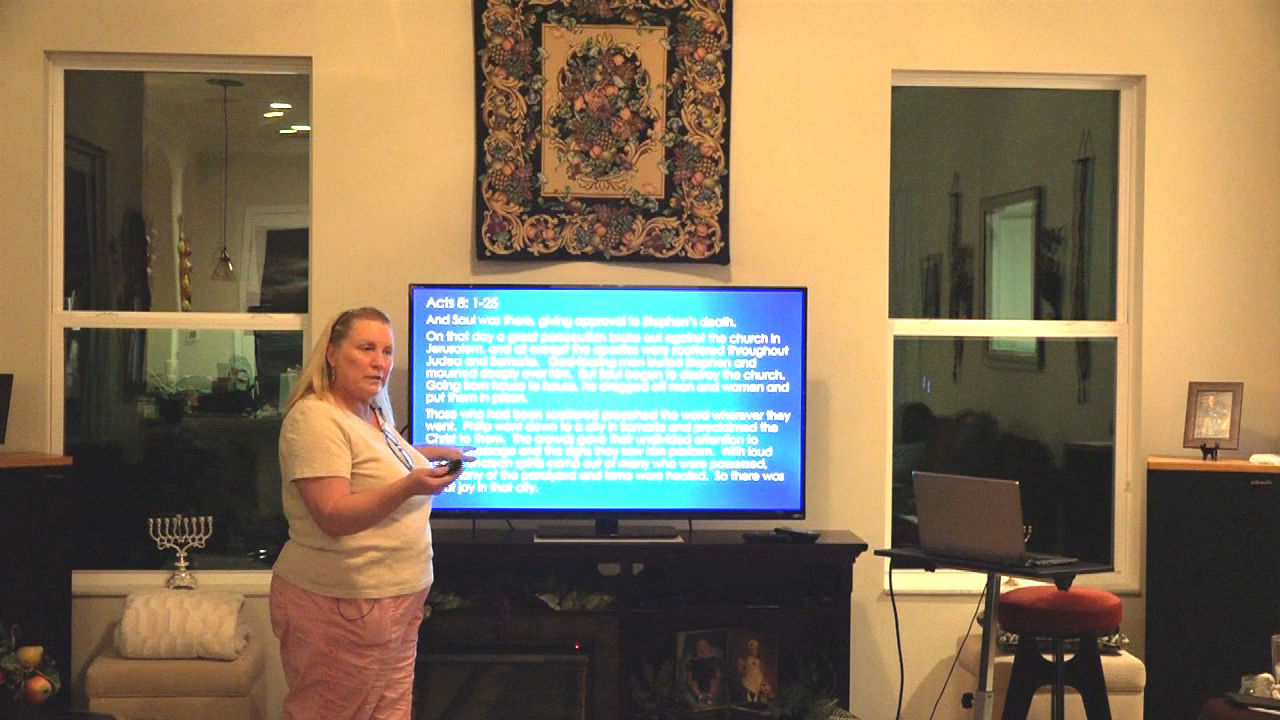 Acts 8: 1-25
And Saul was there, giving approval to Stephen's death.
On that day a great persecution broke out against the church in
Jerusalem, and all except the apostles were scattered throughout
Judea and Samaria. Godly men buried Stephen and
mourned deeply over him. But Saul began to destroy the church.
Going from house to house, he dragged off men and women and
put them in prison.
Those who had been scattered preached the word wherever they
went. Philip went down to a city in Samaria and proclaimed the
Christ to them. The crowds gave their undivided attention to
message and the signs they saw him perform. With loud
spirits came out of many who were possessed,
many of the paralyzed and lame were healed. So there was
joy in that city.